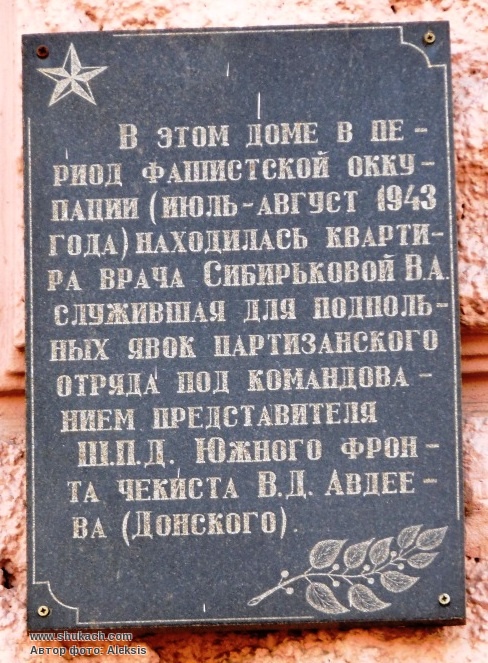 В ЭТОМ ДОМЕ В ПЕ-
РИОД ФАШИСТСКОЙ ОККУ-
ПАЦИИ (ИЮЛЬ-АВГУСТ 1943
ГОДА) НАХОДИЛАСЬ КВАРТИ-
РА ВРАЧА СИБИРЬКОВОЙ В.А.
СЛУЖИВШАЯ ДЛЯ ПОДПОЛЬ-
НЫХ ЯВОК ПАРТИЗАНСКОГО
ОТРЯДА ПОД КОМАНДОВА-
НИЕМ ПРЕДСТАВИТЕЛЯ
Ш.П.Д. ЮЖНОГО ФРОН-
ТА ЧЕКИСТА В.Д. АВДЕЕ-
ВА (ДОНСКОГО).
www.shukach.com
Автор фото: Aleksis